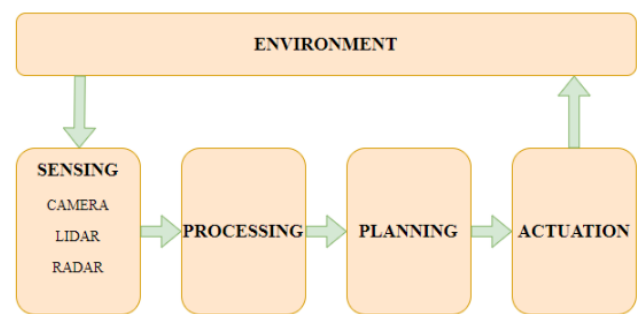 ENVIRONMENT
SENSING
CAMERA
LIDAR
RADAR
PROCESSING
PLANNING
ACTUATION